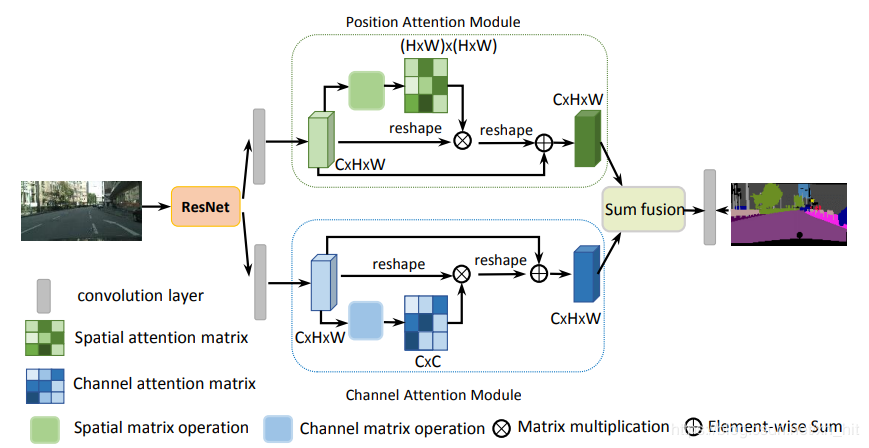 Position Attention Module
(HxW)x(HxW)
CxHxW
reshape
reshape
CxHxW
ResNet
Sum fusion
reshape
reshape
CxHxW
CxC
CxHxW
Channel Attention Module
convolution layer
Spatial attention matrix
Channel attention matrix
Spatial matrix operation
Channel matrix operation
Matrix multiplication
Element-wise Sum